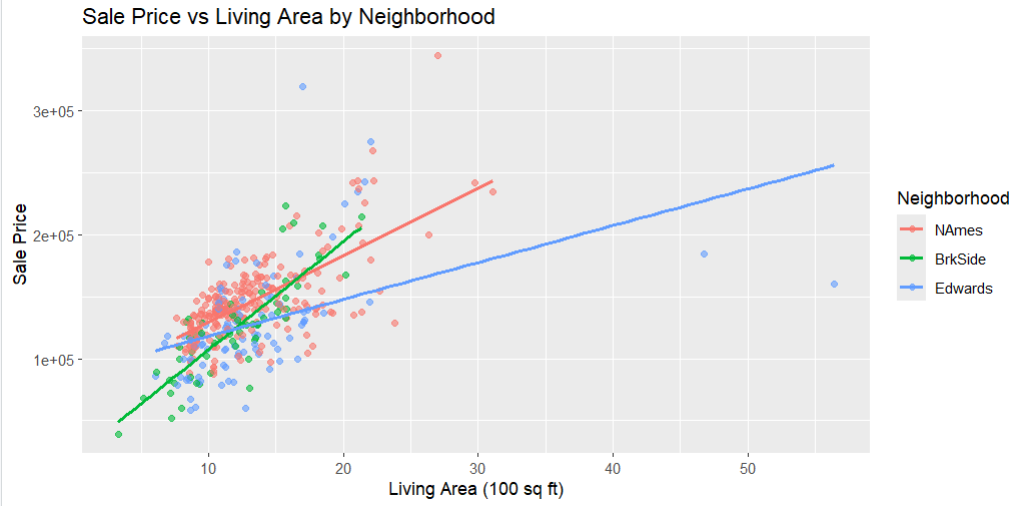 Sale Price vs Living Area by Neighborhood
3e+05
2e+05
1e+05
Sale Price
10 20 30 40 50
Living Area (100 sq ft)
Neighborhood
NAmes
BrkSide
Edwards